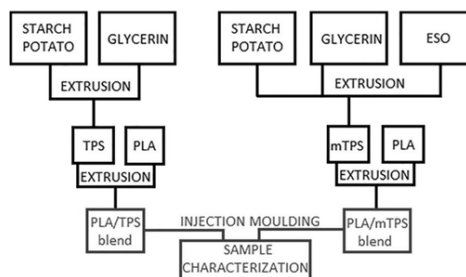 STARCH
POTATO
GLYCERIN
STARCH
POTATO
GLYCERIN
ESO
EXTRUSION
EXTRUSION
TPS
PLA
mTPS
PLA
EXTRUSION
EXTRUSION
PLA/TPS
blend
INJECTION MOULDING
PLA/mTPS
blend
SAMPLE
CHARACTERIZATION